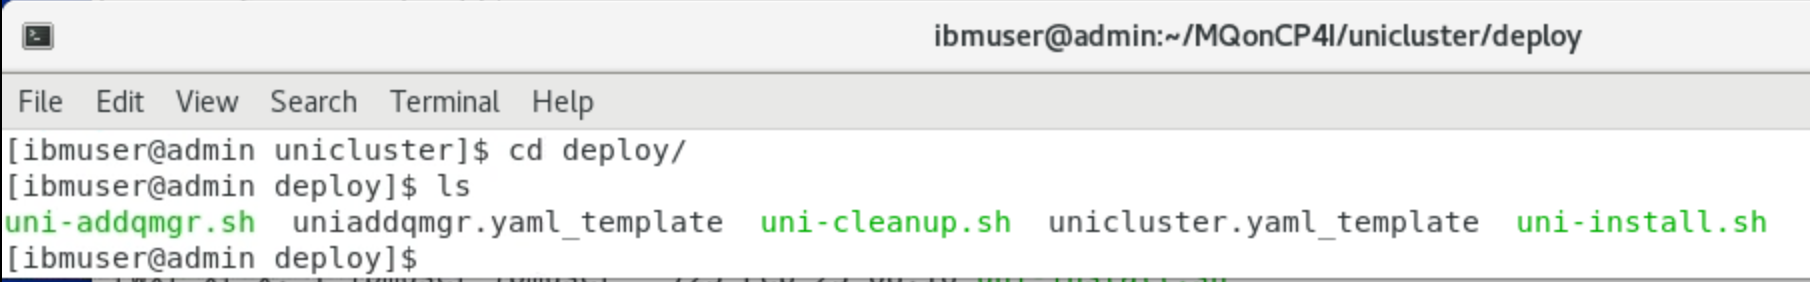 ibmuser@admin:~/MQonCP4I/unicluster/deploy
File Edit View Search Terminal Help
[ibmuser@admin unicluster]$ cd deploy/
[ibmuser@admin deploy]$ ls
uni-addqmgr.sh  uniaddqmgr.yaml_template  uni-cleanup.sh  unicluster.yaml_template  uni-install.sh
[ibmuser@admin deploy]$